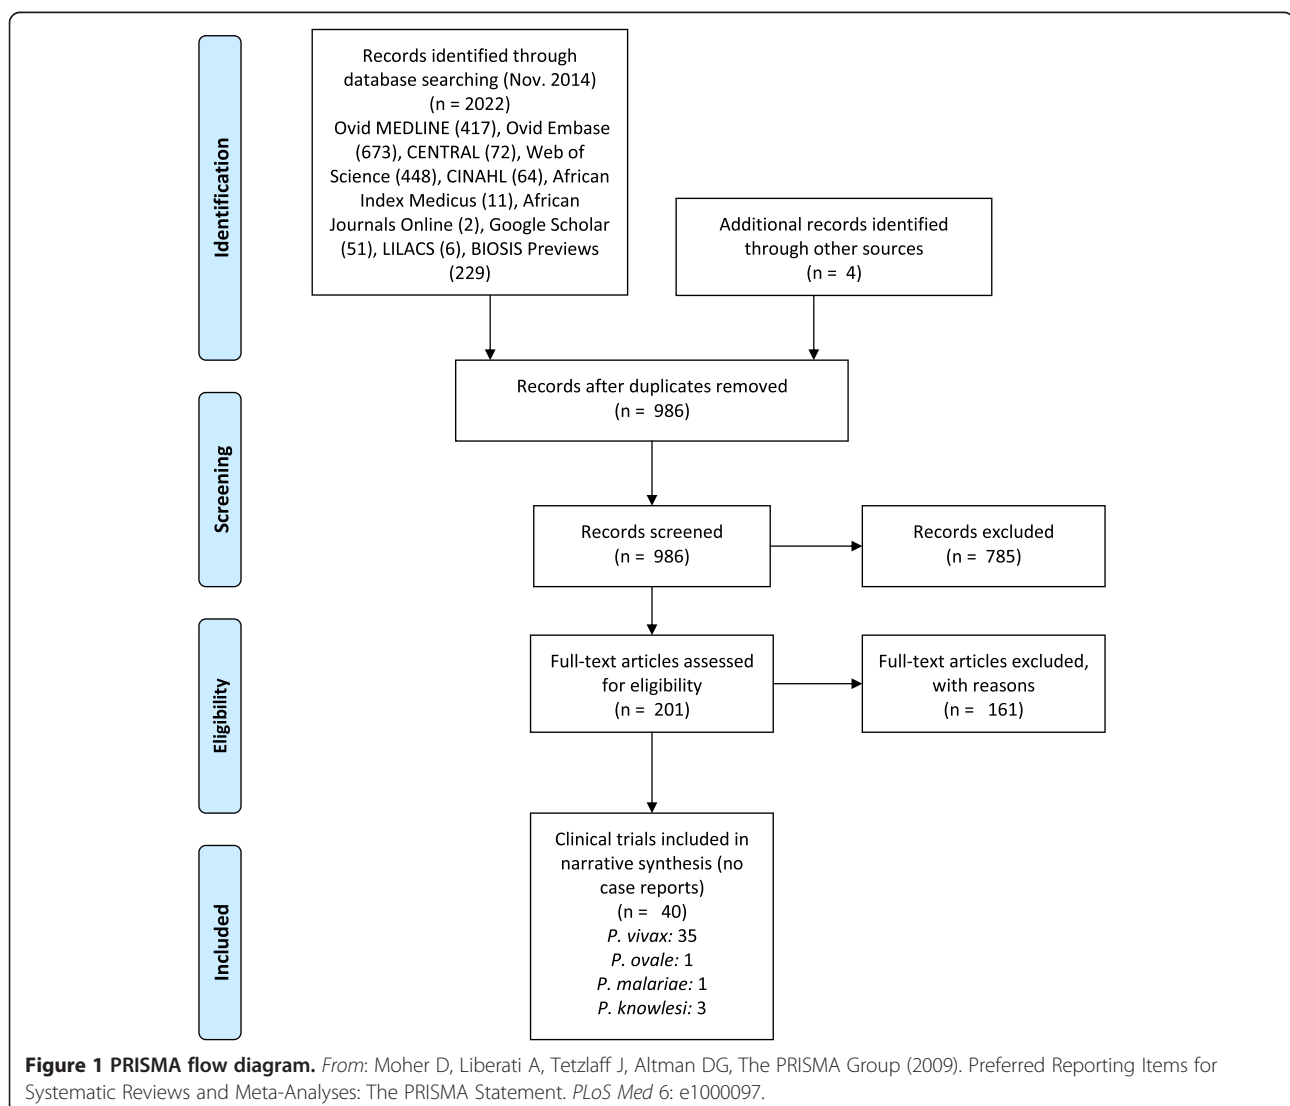 Identification
Records identified through
database searching (Nov. 2014)
(n = 2022)
Ovid MEDLINE (417), Ovid Embase
(673), CENTRAL (72), Web of
Science (448), CINAHL (64), African
Index Medicus (11), African
Journals Online (2), Google Scholar
(51), LILACS (6), BIOSIS Previews
(229)
Additional records identified
through other sources
(n = 4)
Records after duplicates removed
(n = 986)
Screening
Records screened
(n = 986)
Records excluded
(n = 785)
Eligibility
Full-text articles assessed
for eligibility
(n = 201)
Full-text articles excluded,
with reasons
(n = 161)
Included
Clinical trials included in
narrative synthesis (no
case reports)
(n = 40)
P. vivax: 35
P. ovale: 1
P. malariae: 1
P. knowlesi: 3
Figure 1 PRISMA flow diagram. From: Moher D, Liberati A, Tetzlaff J, Altman DG, The PRISMA Group (2009). Preferred Reporting Items for
Systematic Reviews and Meta-Analyses: The PRISMA Statement. PLoS Med 6: e1000097.